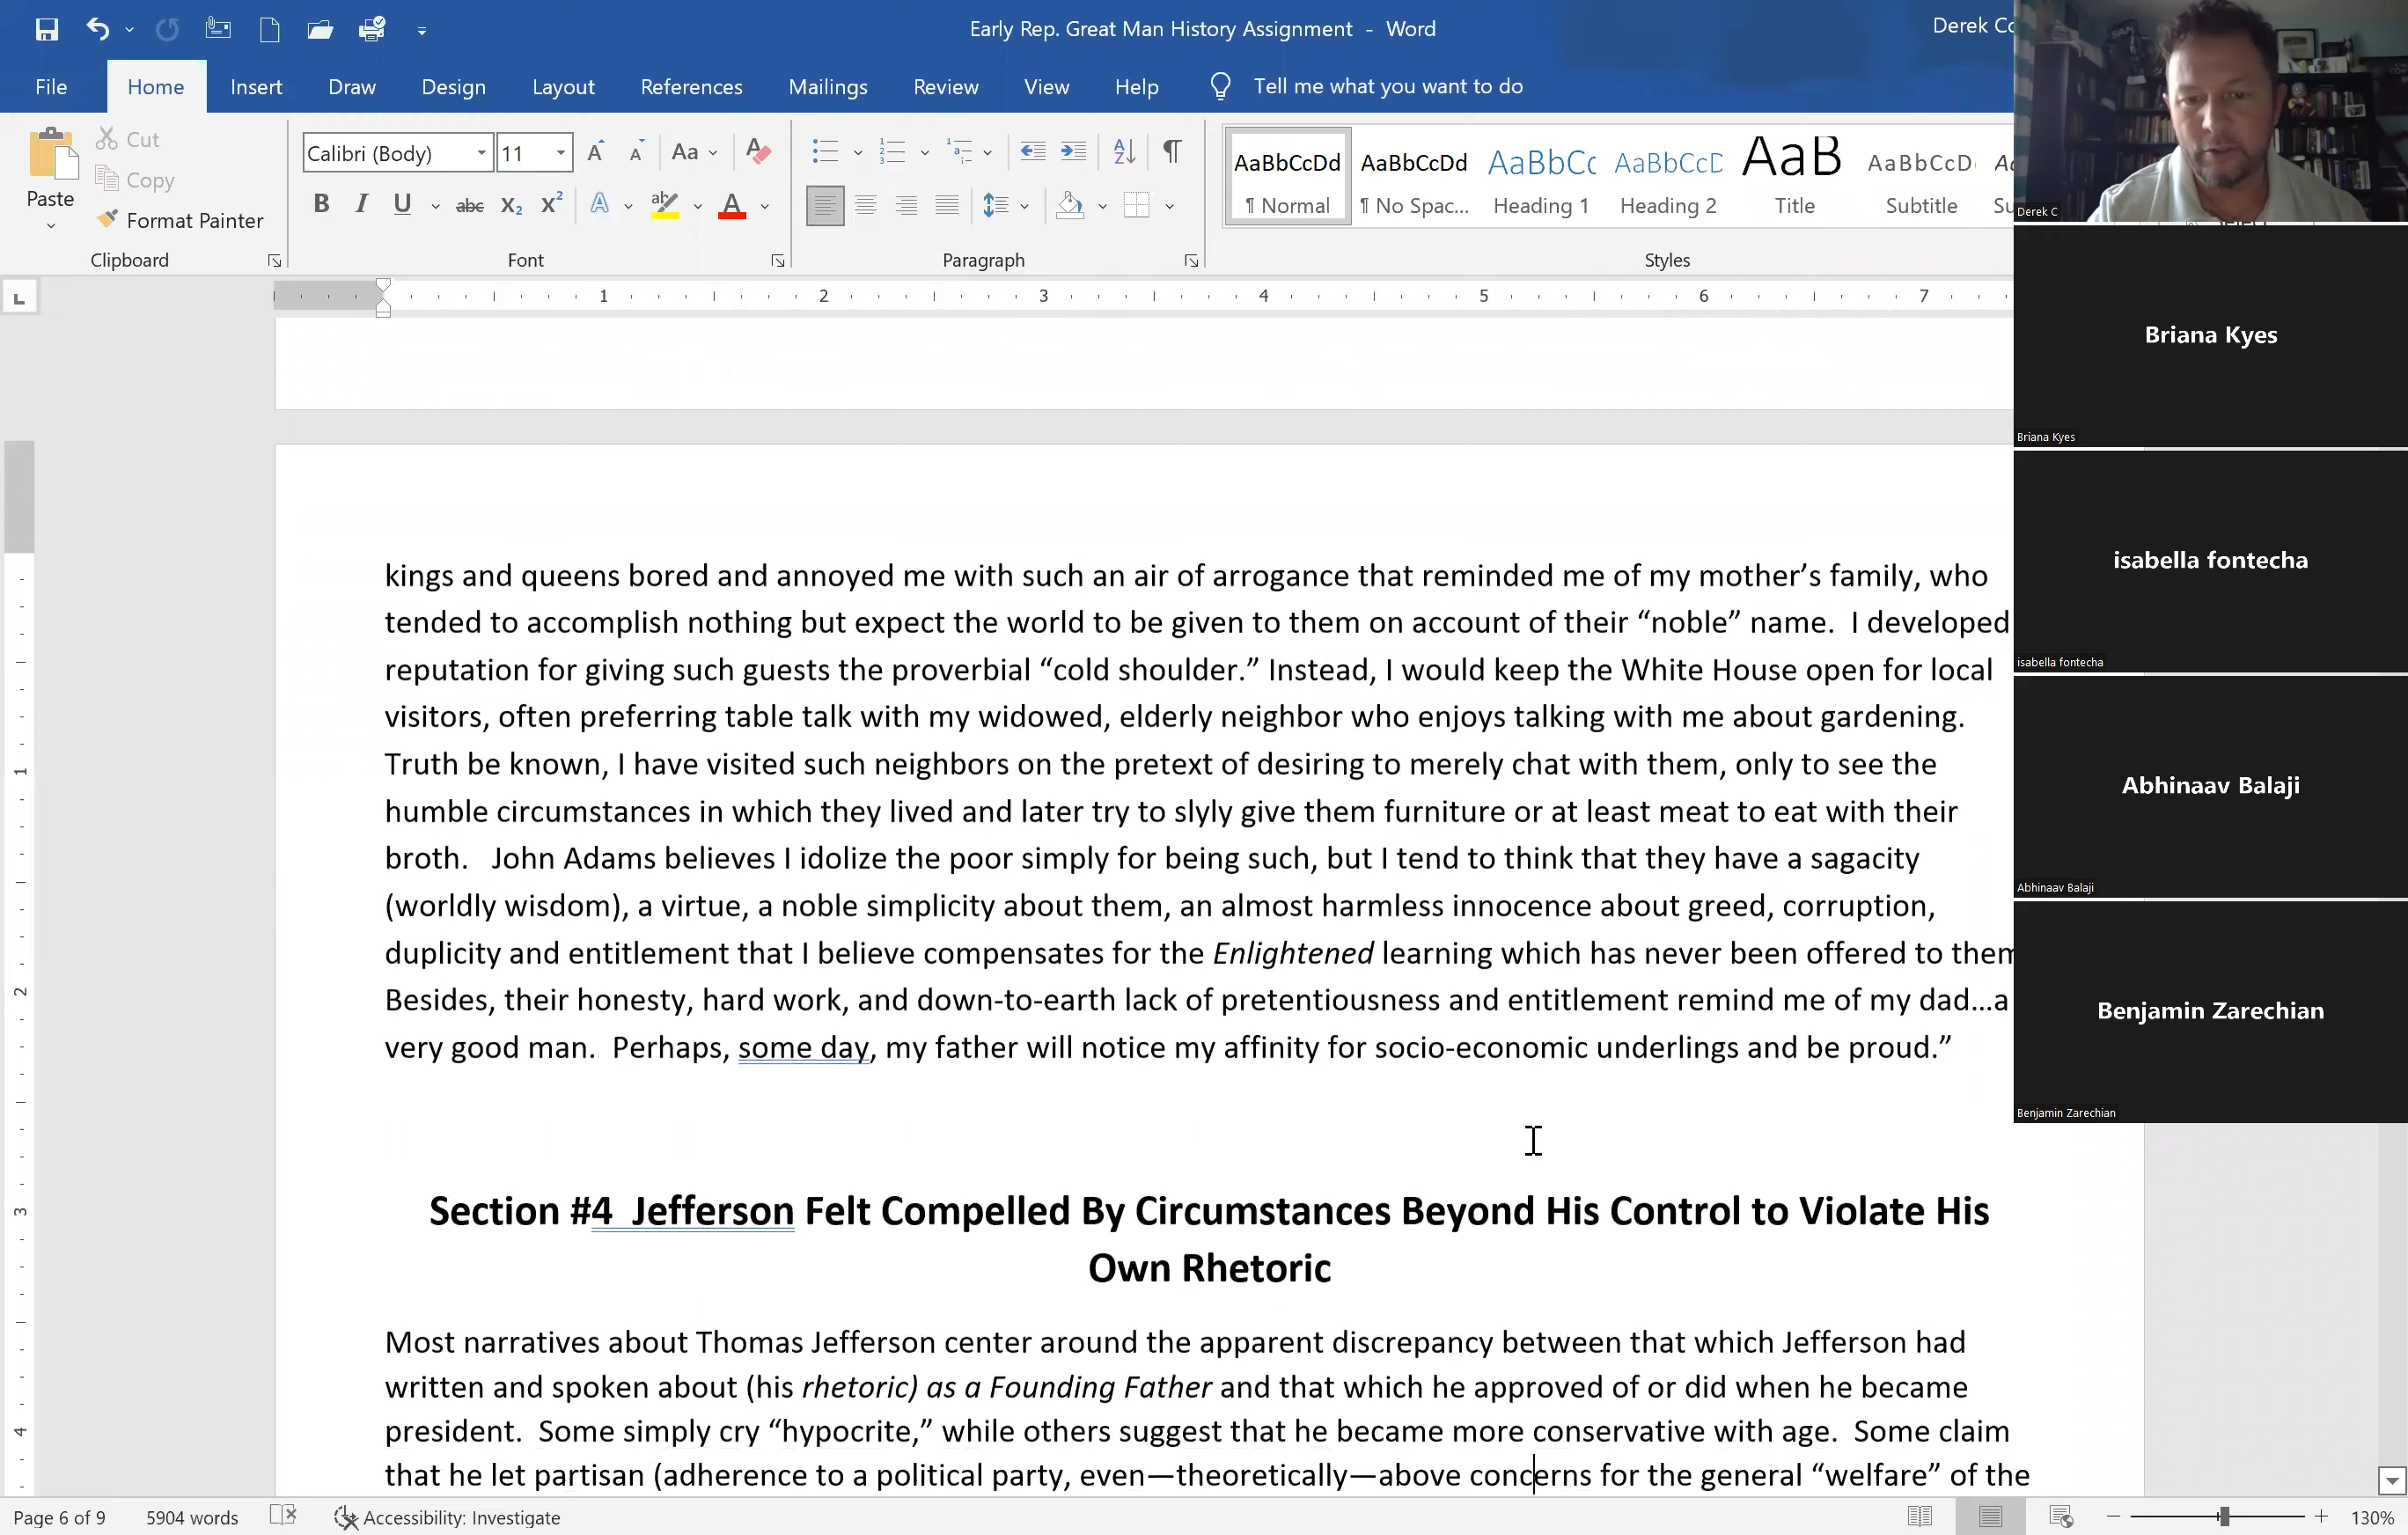 Early Rep. Great Man History Assignment - Word
Derek
File Home Insert Draw Design Layout References Mailings Review View Help Tell me what you want to do
Paste
Cut
Copy
Format Painter
Clipboard
Calibri (Body) 11
Font
Paragraph
AaBbCcDd AaBbCcDd AaBbCc AaBbCcD AaB AaBbCcD
¶ Normal ¶ No Spac... Heading 1 Heading 2 Title Subtitle
Styles
1 2 3 4 5 6 7
kings and queens bored and annoyed me with such an air of arrogance that reminded me of my mother’s family, who
tended to accomplish nothing but expect the world to be given to them on account of their “noble” name. I developed
reputation for giving such guests the proverbial “cold shoulder.” Instead, I would keep the White House open for local
visitors, often preferring table talk with my widowed, elderly neighbor who enjoys talking with me about gardening.
Truth be known, I have visited such neighbors on the pretext of desiring to merely chat with them, only to see the
humble circumstances in which they lived and later try to slyly give them furniture or at least meat to eat with their
broth. John Adams believes I idolize the poor simply for being such, but I tend to think that they have a sagacity
(worldly wisdom), a virtue, a noble simplicity about them, an almost harmless innocence about greed, corruption,
duplicity and entitlement that I believe compensates for the Enlightened learning which has never been offered to them
Besides, their honesty, hard work, and down-to-earth lack of pretentiousness and entitlement remind me of my dad...a
very good man. Perhaps, some day, my father will notice my affinity for socio-economic underlings and be proud.”
Section #4 Jefferson Felt Compelled By Circumstances Beyond His Control to Violate His
Own Rhetoric
Most narratives about Thomas Jefferson center around the apparent discrepancy between that which Jefferson had
written and spoken about (his rhetoric) as a Founding Father and that which he approved of or did when he became
president. Some simply cry “hypocrite,” while others suggest that he became more conservative with age. Some claim
that he let partisan (adherence to a political party, even—theoretically—above concerns for the general “welfare” of the
1
2
3
4
Page 6 of 9 5904 words Accessibility: Investigate 130%
Derek C
Briana Kyes
Briana Kyes
isabella fontecha
isabella fontecha
Abhinaav Balaji
Abhinaav Balaji
Benjamin Zarechian
Benjamin Zarechian